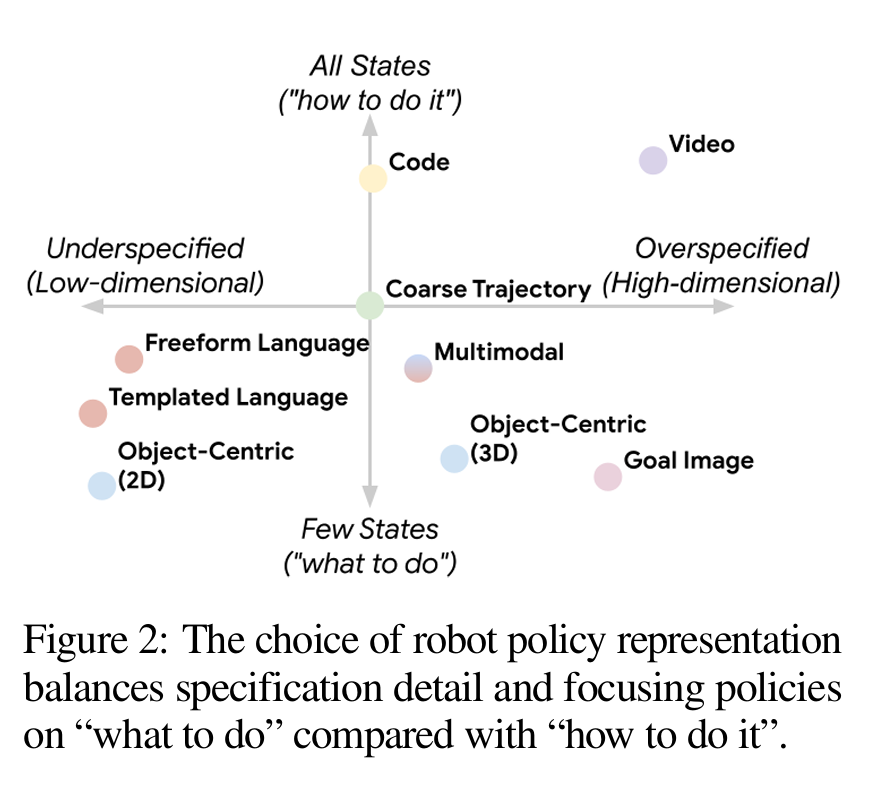 All States
("how to do it")
Video
Code
Underspecified
(Low-dimensional)
Overspecified
(High-dimensional)
Coarse Trajectory
Freeform Language
Multimodal
Templated Language
Object-Centric
(2D)
Object-Centric
(3D)
Goal Image
Few States
("what to do")
Figure 2: The choice of robot policy representation
balances specification detail and focusing policies
on “what to do” compared with “how to do it”.